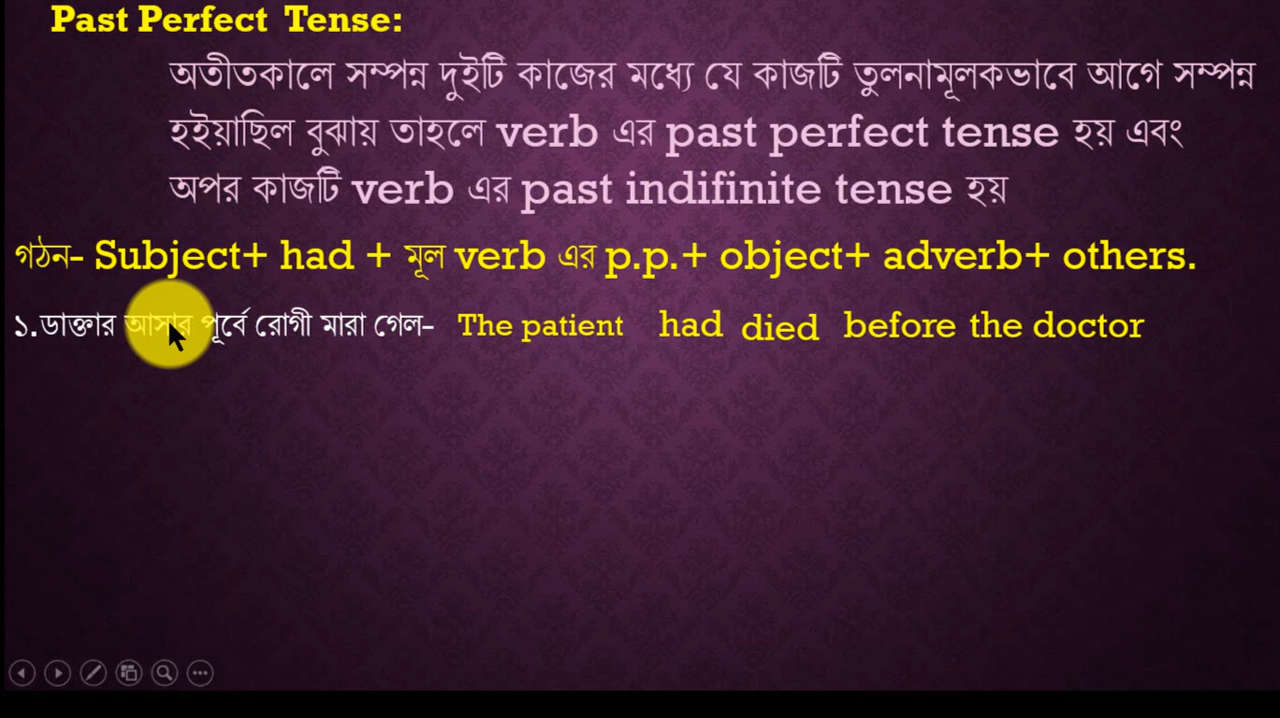 Past Perfect Tense:
অতীতকালে সম্পন্ন দুইটি কাজের মধ্যে যে কাজটি তুলনামূলকভাবে আগে সম্পন্ন
হইয়াছিল বুঝায় তাহলে verb এর past perfect tense হয় এবং
অপর কাজটি verb এর past indifinite tense হয়
গঠন- Subject+ had + মূল verb এর p.p.+ object+ adverb+ others.
১.ডাক্তার আসার পূর্বে রোগী মারা গেল- The patient had died before the doctor